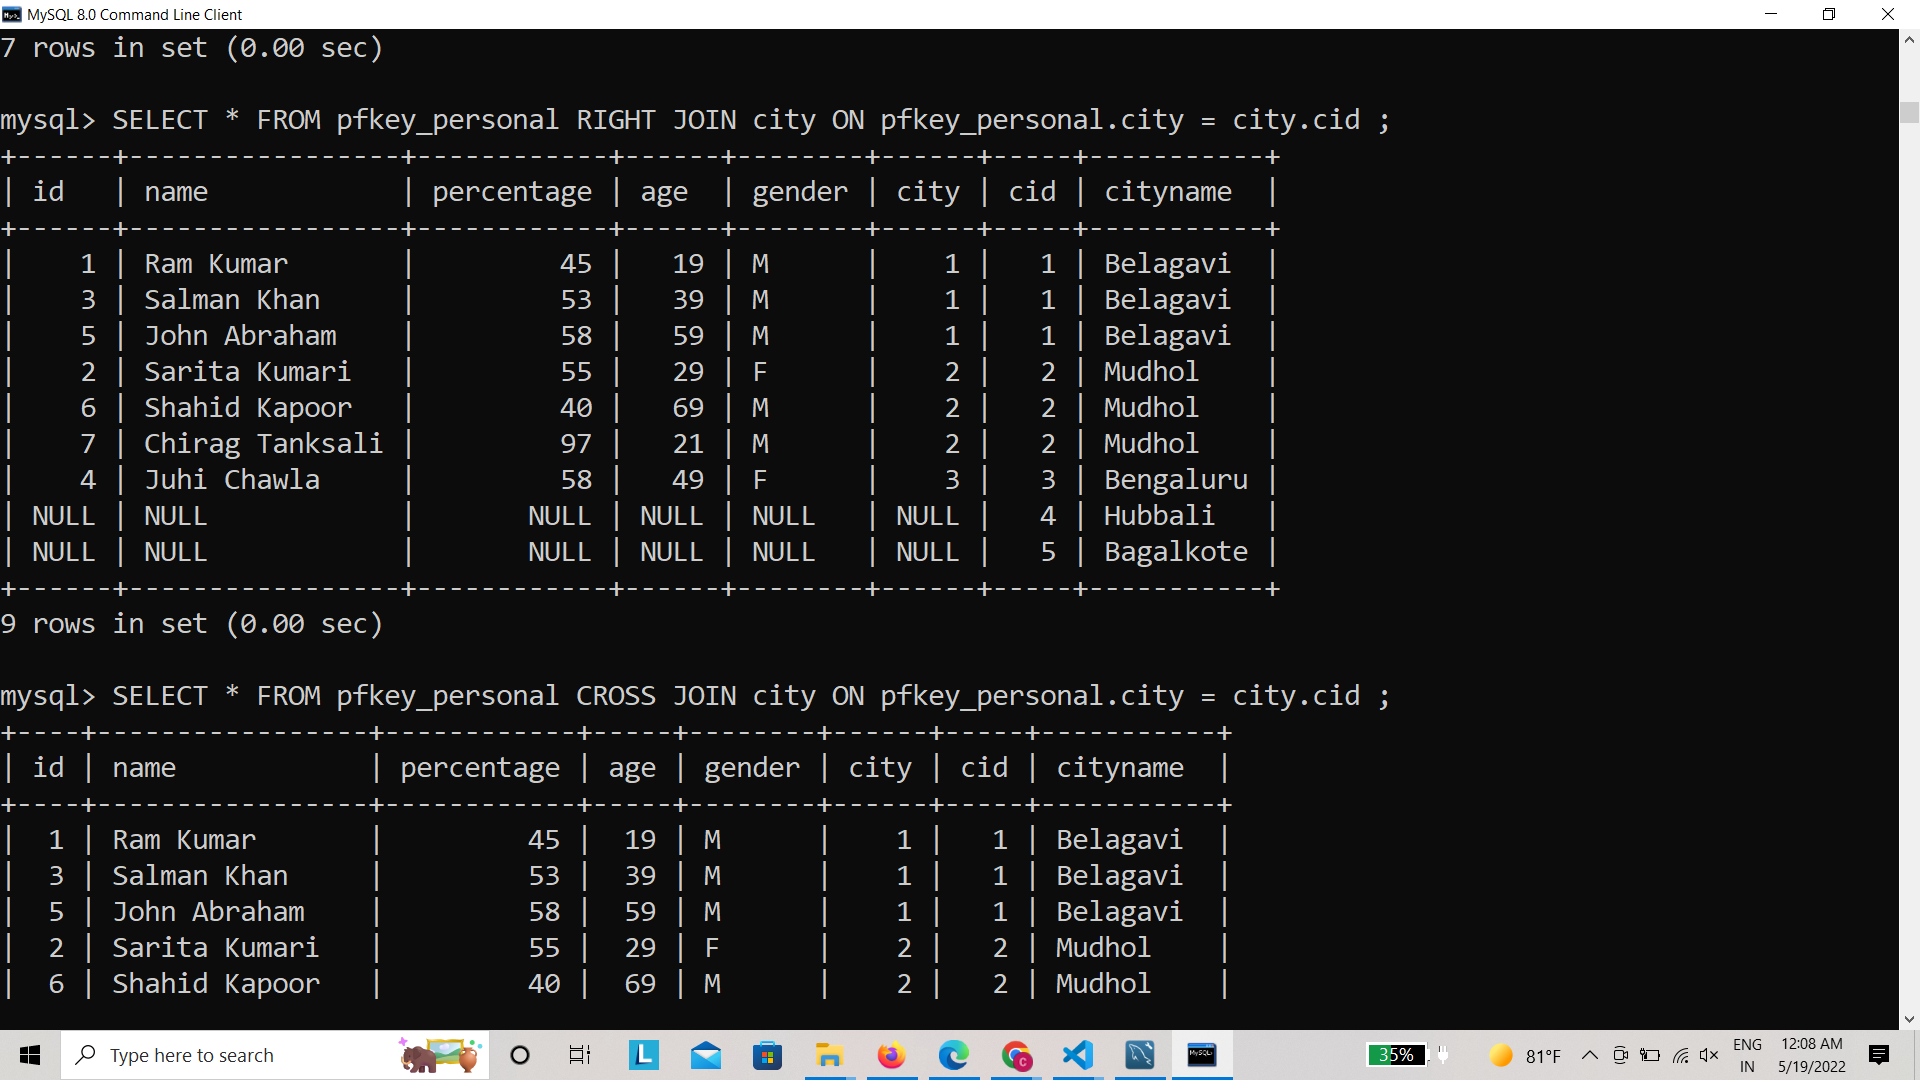 MySQL 8.0 Command Line Client
7 rows in set (0.00 sec)
mysql> SELECT * FROM pfkey_personal RIGHT JOIN city ON pfkey_personal.city = city.cid ;
+------+-----------------+------------+------+--------+------+-----+-----------+
| id   | name            | percentage | age  | gender | city | cid | cityname  |
+------+-----------------+------------+------+--------+------+-----+-----------+
|    1 | Ram Kumar       |         45 |   19 | M      |    1 |   1 | Belagavi  |
|    3 | Salman Khan     |         53 |   39 | M      |    1 |   1 | Belagavi  |
|    5 | John Abraham    |         58 |   59 | M      |    1 |   1 | Belagavi  |
|    2 | Sarita Kumari   |         55 |   29 | F      |    2 |   2 | Mudhol    |
|    6 | Shahid Kapoor   |         40 |   69 | M      |    2 |   2 | Mudhol    |
|    7 | Chirag Tanksali |         97 |   21 | M      |    2 |   2 | Mudhol    |
|    4 | Juhi Chawla     |         58 |   49 | F      |    3 |   3 | Bengaluru |
| NULL | NULL            |       NULL | NULL | NULL   | NULL |   4 | Hubbali   |
| NULL | NULL            |       NULL | NULL | NULL   | NULL |   5 | Bagalkote |
+------+-----------------+------------+------+--------+------+-----+-----------+
9 rows in set (0.00 sec)
mysql> SELECT * FROM pfkey_personal CROSS JOIN city ON pfkey_personal.city = city.cid ;
+----+-----------------+------------+-----+--------+------+-----+-----------+
| id | name            | percentage | age | gender | city | cid | cityname  |
+----+-----------------+------------+-----+--------+------+-----+-----------+
|  1 | Ram Kumar       |         45 |  19 | M      |    1 |   1 | Belagavi  |
|  3 | Salman Khan     |         53 |  39 | M      |    1 |   1 | Belagavi  |
|  5 | John Abraham    |         58 |  59 | M      |    1 |   1 | Belagavi  |
|  2 | Sarita Kumari   |         55 |  29 | F      |    2 |   2 | Mudhol    |
|  6 | Shahid Kapoor   |         40 |  69 | M      |    2 |   2 | Mudhol    |
Type here to search
L
C
MySQL
35%
81°F
ENG
IN
12:08 AM
5/19/2022